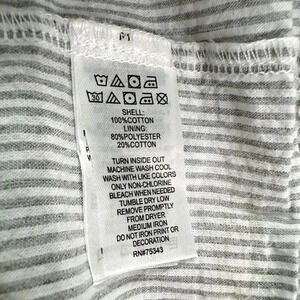 SHELL:
100%COTTON
LINING:
80%POLYESTER
20%COTTON
TURN INSIDE OUT
MACHINE WASH COOL
WASH WITH LIKE COLORS
ONLY NON-CHLORINE
BLEACH WHEN NEEDED
TUMBLE DRY LOW
REMOVE PROMPTLY
FROM DRYER
MEDIUM IRON
DO NOT IRON PRINT OR
DECORATION
RN#75343